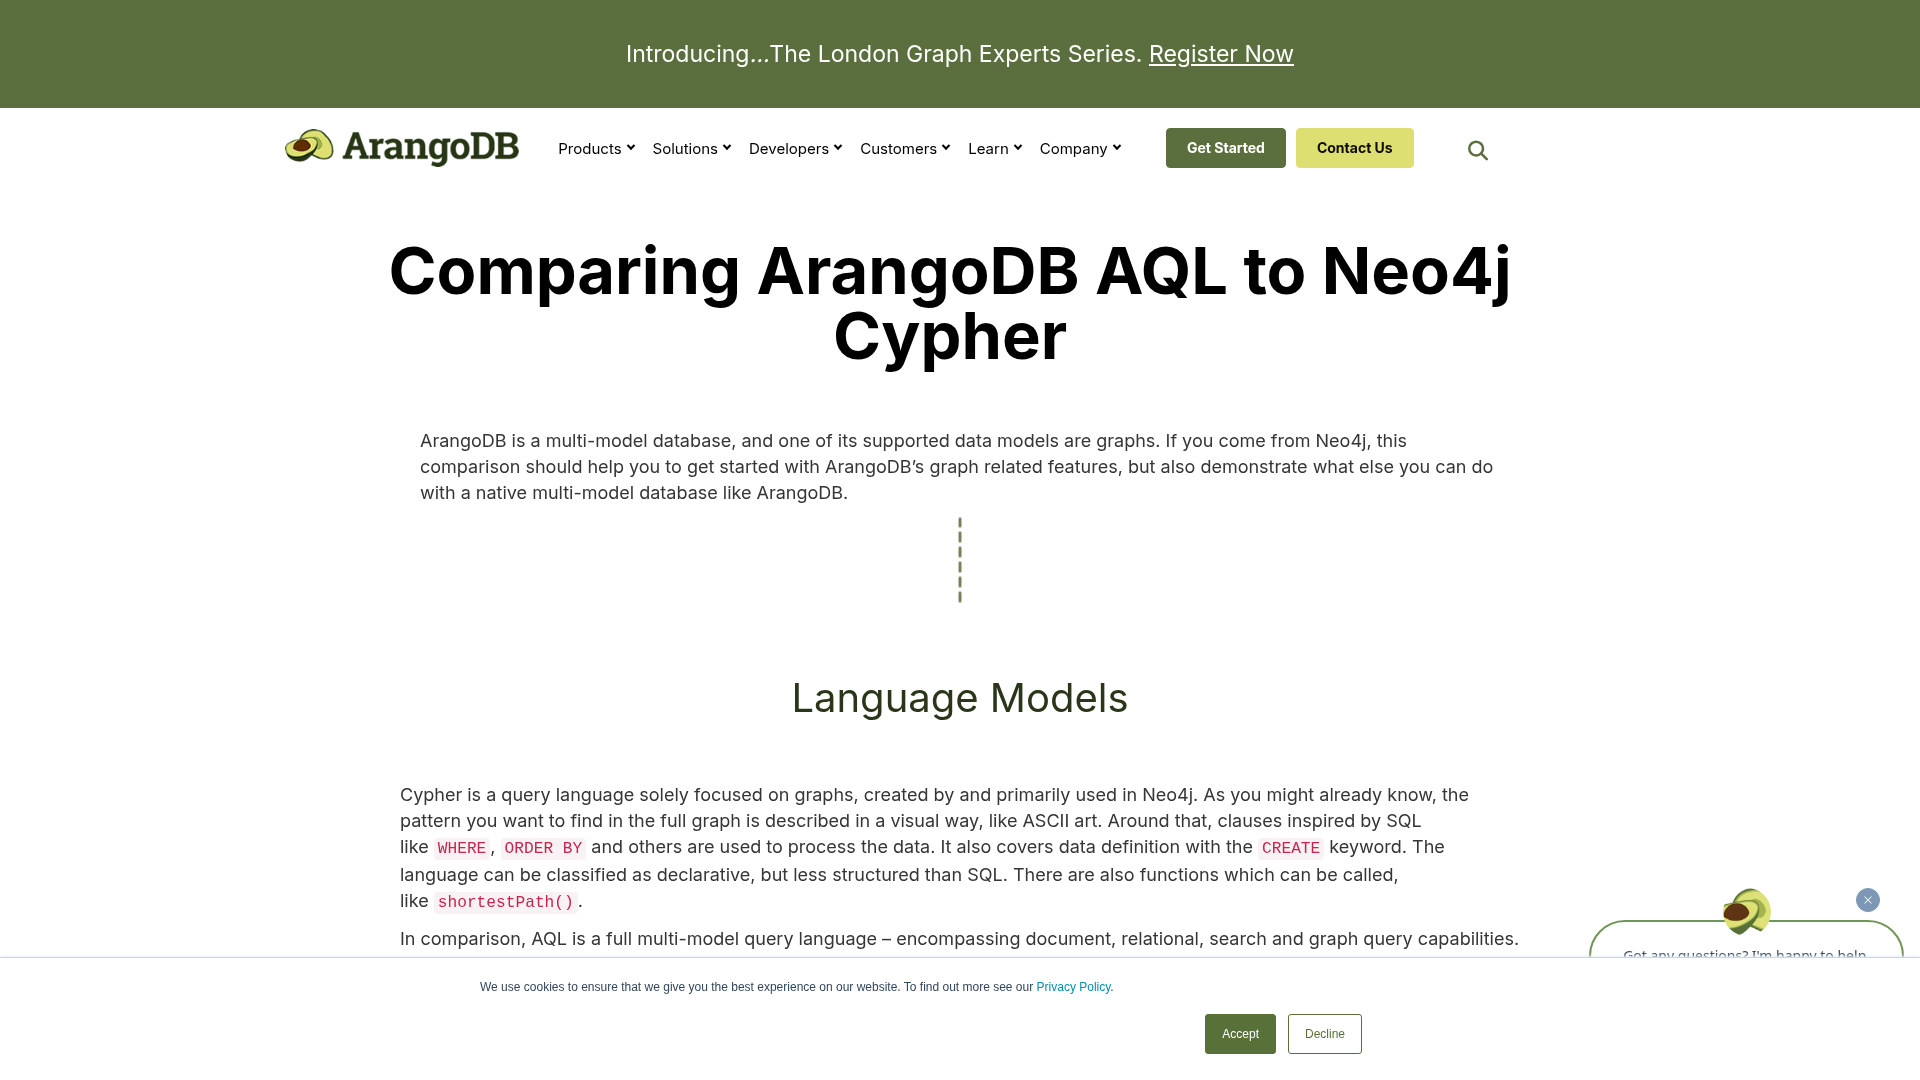 Introducing...The London Graph Experts Series. Register Now
ArangoDB
Products
Solutions
Developers
Customers
Learn
Company
Get Started
Contact Us
Comparing ArangoDB AQL to Neo4j
Cypher
ArangoDB is a multi-model database, and one of its supported data models are graphs. If you come from Neo4j, this
comparison should help you to get started with ArangoDB’s graph related features, but also demonstrate what else you can do
with a native multi-model database like ArangoDB.
Language Models
Cypher is a query language solely focused on graphs, created by and primarily used in Neo4j. As you might already know, the
pattern you want to find in the full graph is described in a visual way, like ASCII art. Around that, clauses inspired by SQL
like WHERE, ORDER BY and others are used to process the data. It also covers data definition with the CREATE keyword. The
language can be classified as declarative, but less structured than SQL. There are also functions which can be called,
like shortestPath().
In comparison, AQL is a full multi-model query language – encompassing document, relational, search and graph query capabilities.
Got any questions? I'm happy to help
We use cookies to ensure that we give you the best experience on our website. To find out more see our Privacy Policy.
Accept
Decline